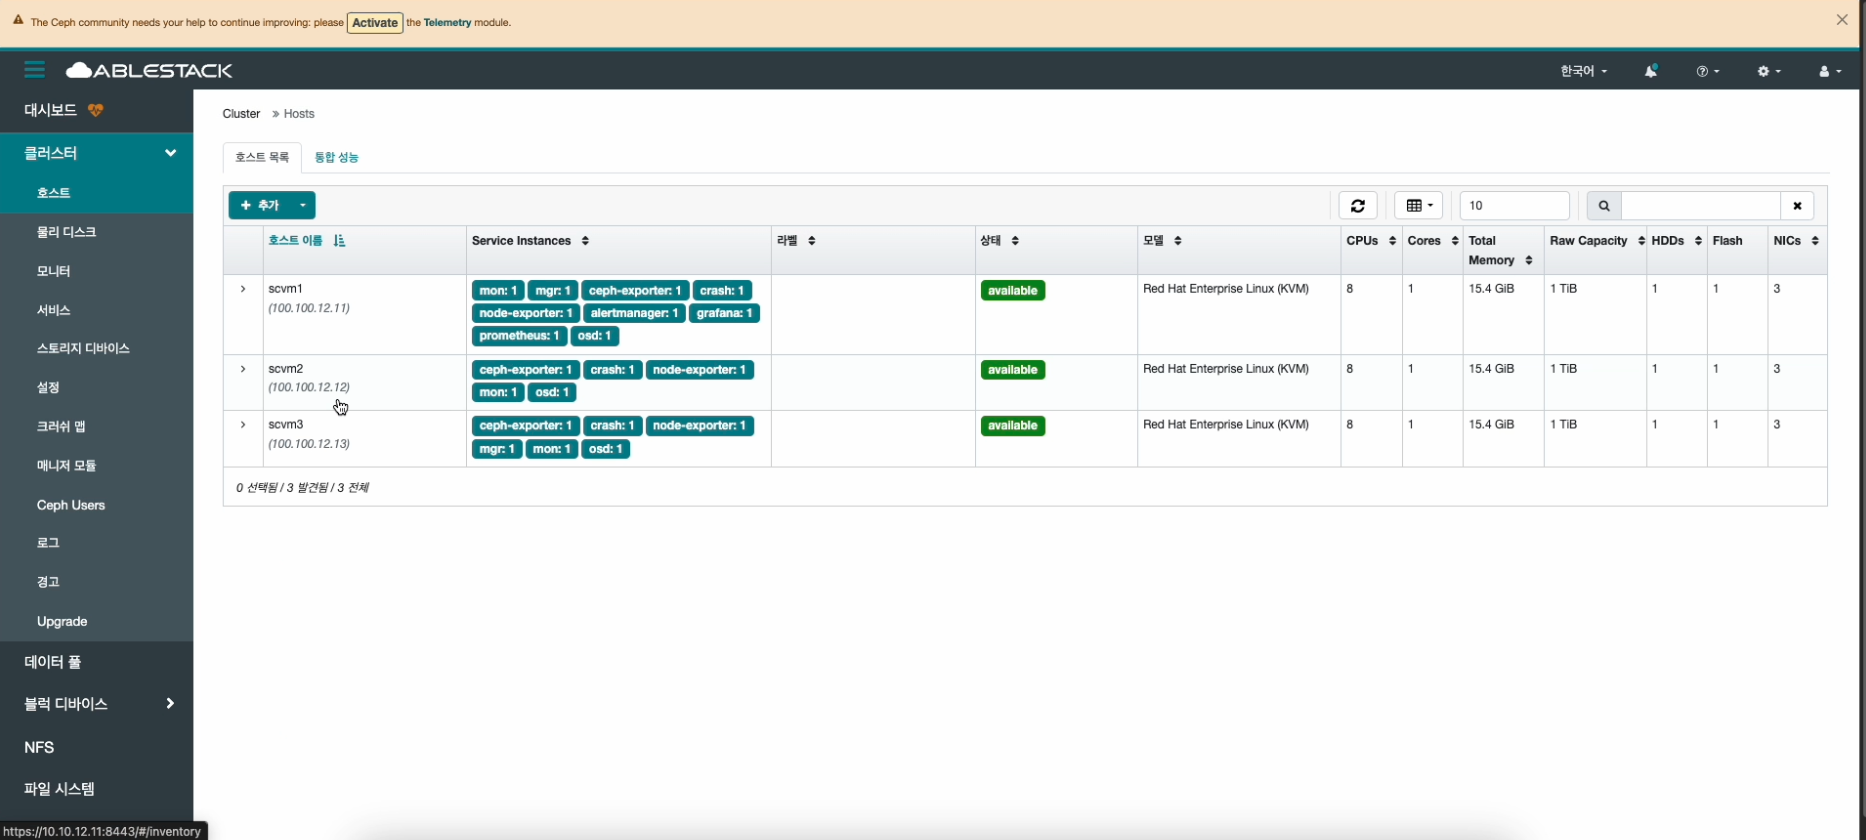 The Ceph community needs your help to continue improving: please Activate the Telemetry module.
ABLESTACK
한국어
대시보드
클러스터
호스트
물리 디스크
모니터
서비스
스토리지 디바이스
설정
크러쉬 맵
매니저 모듈
Ceph Users
로그
경고
Upgrade
데이터 풀
블럭 디바이스
NFS
파일 시스템
https://10.10.12.11:8443/#/inventory
Cluster » Hosts
호스트 목록 통합 성능
+ 추가
10
호스트 이름 Service Instances 라벨 상태 모델 CPUs Cores Total Memory Raw Capacity HDDs Flash NICs
scvm1
(100.100.12.11)
mon: 1 mgr: 1 ceph-exporter: 1 crash: 1
node-exporter: 1 alertmanager: 1 grafana: 1
prometheus: 1 osd: 1
available Red Hat Enterprise Linux (KVM) 8 1 15.4 GiB 1 TiB 1 1 3
scvm2
(100.100.12.12)
ceph-exporter: 1 crash: 1 node-exporter: 1
mon: 1 osd: 1
available Red Hat Enterprise Linux (KVM) 8 1 15.4 GiB 1 TiB 1 1 3
scvm3
(100.100.12.13)
ceph-exporter: 1 crash: 1 node-exporter: 1
mgr: 1 mon: 1 osd: 1
available Red Hat Enterprise Linux (KVM) 8 1 15.4 GiB 1 TiB 1 1 3
0 선택됨 / 3 발견됨 / 3 전체